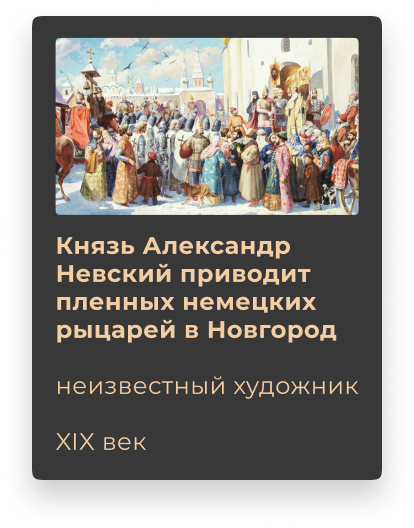 Князь Александр
Невский приводит
пленных немецких
рыцарей в Новгород
неизвестный художник
XIX век